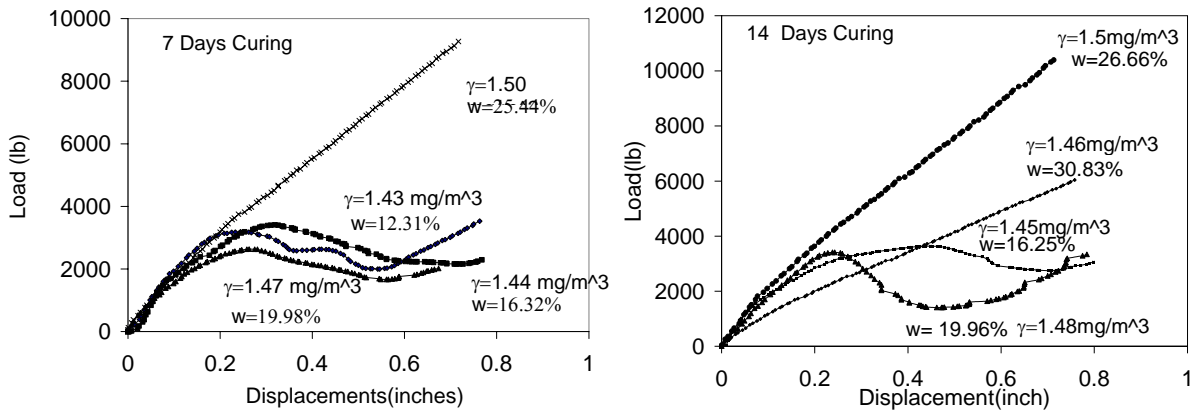 10000
8000
6000
4000
2000
0
Load (lb)
7 Days Curing
γ=1.50
w=25.44%
γ=1.43 mg/m^3
w=12.31%
γ=1.47 mg/m^3
w=19.98%
γ=1.44 mg/m^3
w=16.32%
0 0.2 0.4 0.6 0.8 1
Displacements(inches)
12000
10000
8000
6000
4000
2000
0
Load(lb)
14 Days Curing
γ=1.5mg/m^3
w=26.66%
γ=1.46mg/m^3
w=30.83%
γ=1.45mg/m^3
w=16.25%
w= 19.96% γ=1.48mg/m^3
0 0.2 0.4 0.6 0.8 1
Displacement(inch)